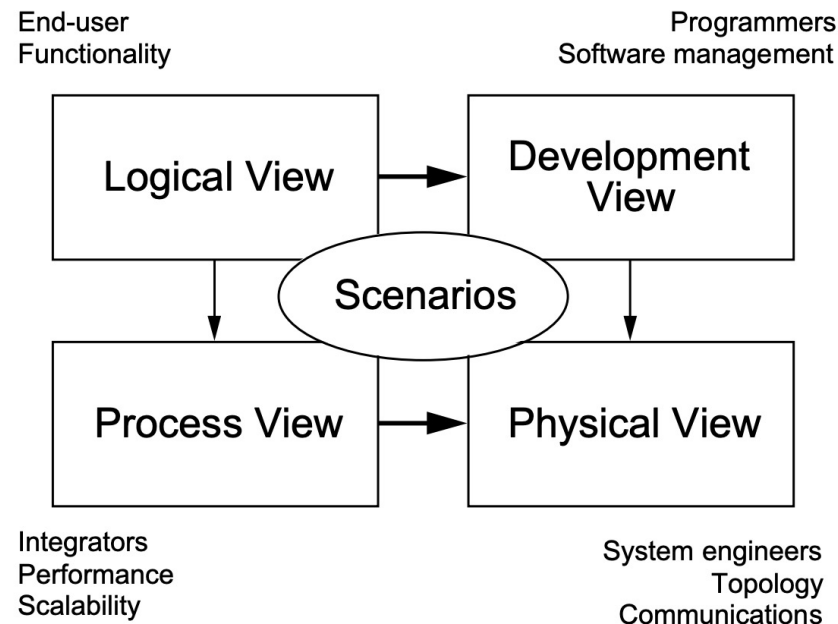 End-user
Functionality
Programmers
Software management
Logical View
Development
View
Scenarios
Process View
Physical View
Integrators
Performance
Scalability
System engineers
Topology
Communications